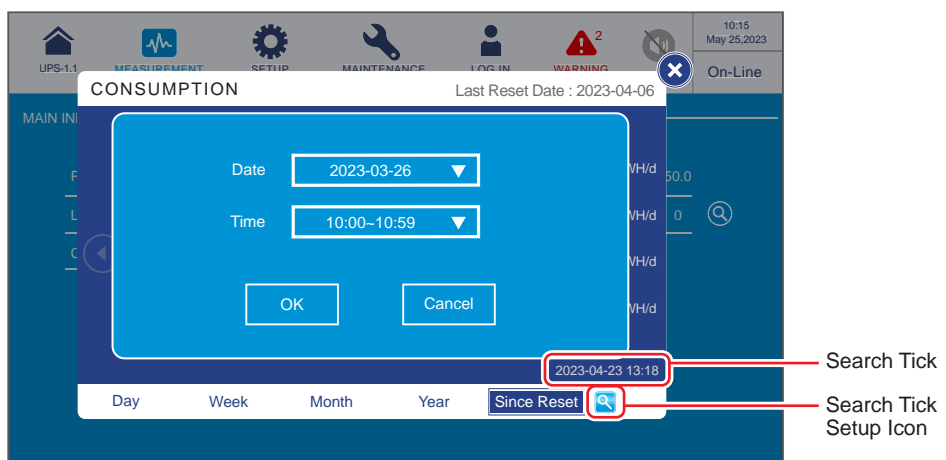 10:15
May 25,2023
2
UPS-1.1
MEASUREMENT
SETUP
MAINTENANCE
LOG IN
WARNING
On-Line
CONSUMPTION
Last Reset Date : 2023-04-06
MAIN IN
Date
2023-03-26
WH/d
50.0
Time
10:00~10:59
WH/d
0
WH/d
OK
Cancel
WH/d
2023-04-23 13:18
Search Tick
Day
Week
Month
Year
Since Reset
Search Tick
Setup Icon